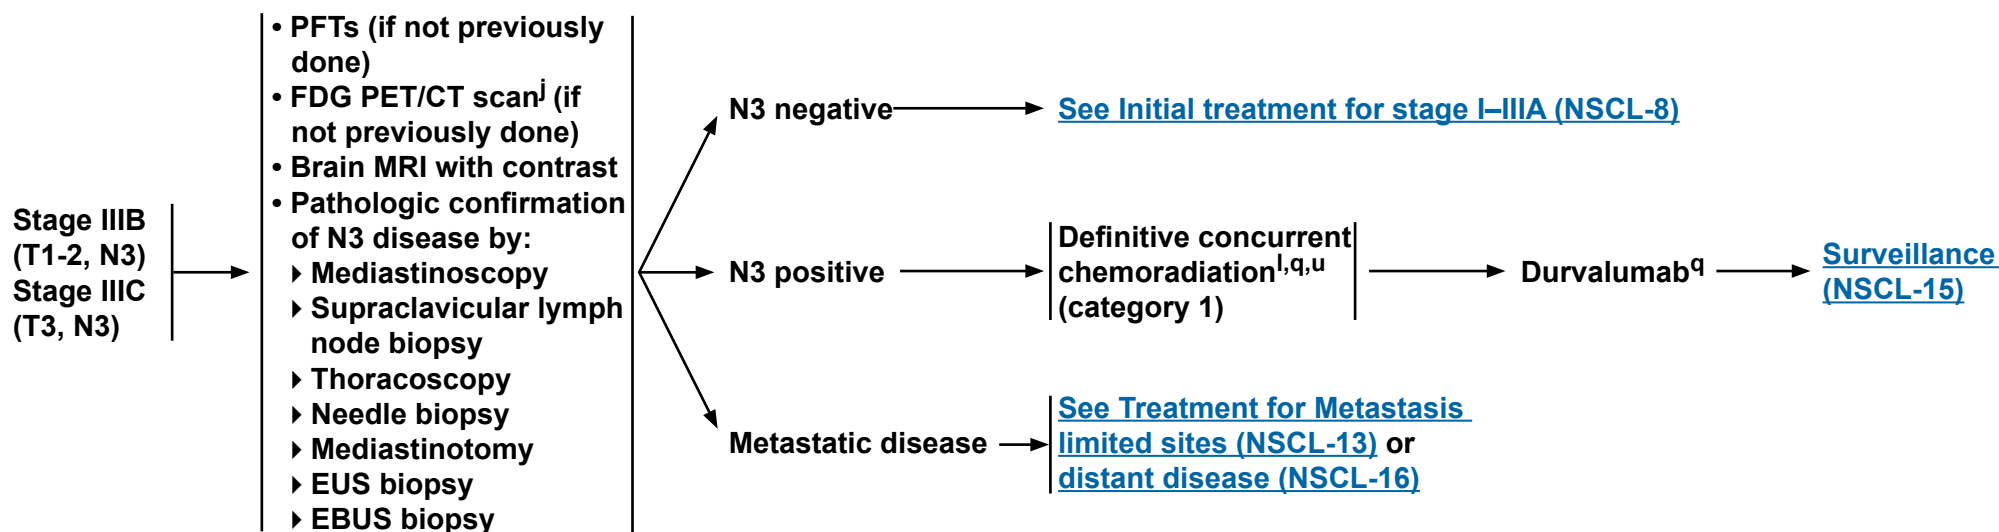 Stage IIIB
(T1-2, N3)
Stage IIIC
(T3, N3)
• PFTs (if not previously
done)
• FDG PET/CT scanj (if
not previously done)
• Brain MRI with contrast
• Pathologic confirmation
of N3 disease by:
▸ Mediastinoscopy
▸ Supraclavicular lymph
node biopsy
▸ Thoracoscopy
▸ Needle biopsy
▸ Mediastinotomy
▸ EUS biopsy
▸ EBUS biopsy
N3 negative
See Initial treatment for stage I–IIIA (NSCL-8)
N3 positive
Definitive concurrent
chemoradiationl,q,u
(category 1)
Durvalumabq
Surveillance
(NSCL-15)
Metastatic disease
See Treatment for Metastasis
limited sites (NSCL-13) or
distant disease (NSCL-16)